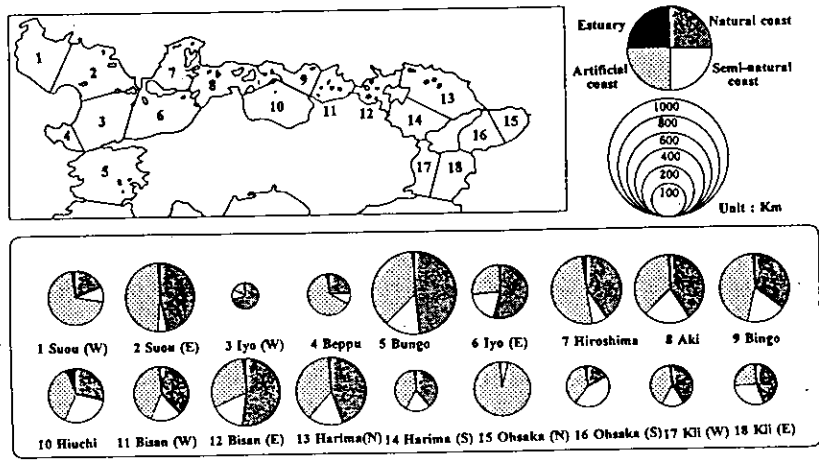 Estuary Natural coast
Artificial coast Semi-natural coast
1000
800
600
400
200
100
Unit : Km
1 2 3 4 5 6 7 8 9 10 11 12 13 14 15 16 17 18
1 Suou (W) 2 Suou (E) 3 Iyo (W) 4 Beppu 5 Bungo 6 Iyo (E) 7 Hiroshima 8 Aki 9 Bingo
10 Hiuchi 11 Bisan (W) 12 Bisan (E) 13 Harima(N) 14 Harima (S) 15 Ohsaka (N) 16 Ohsaka (S) 17 Kii (W) 18 Kii (E)